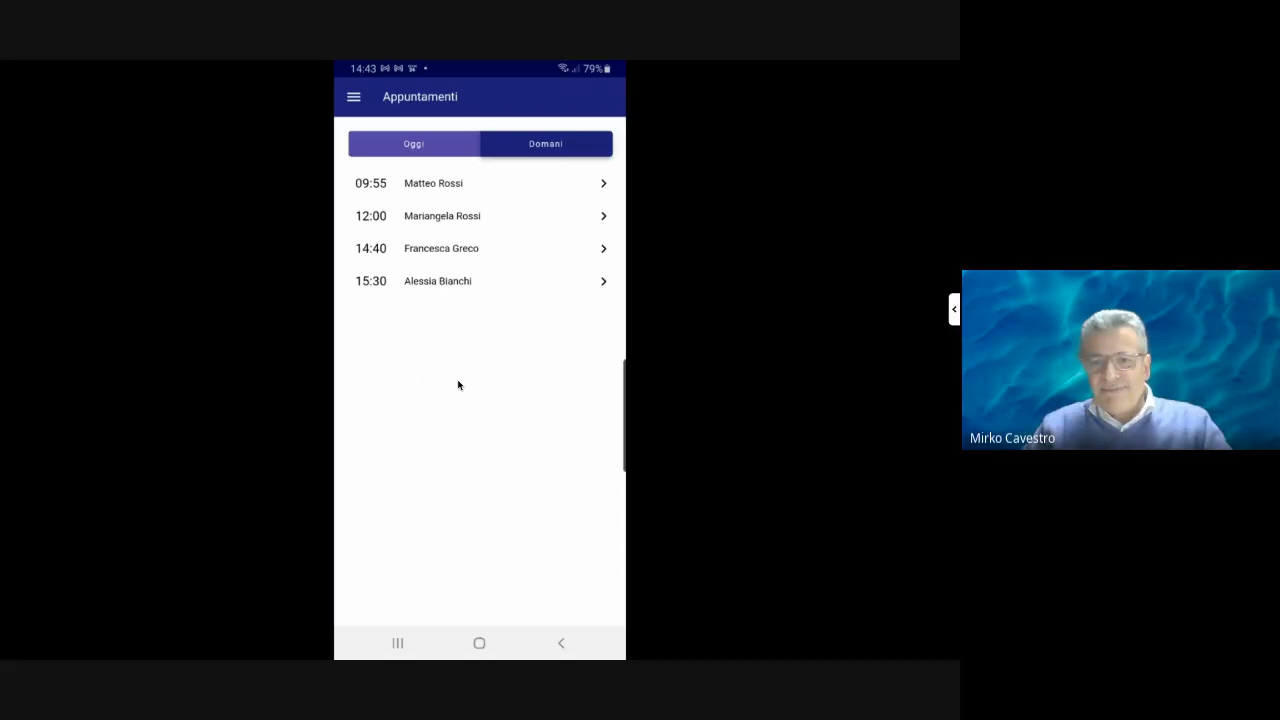 14:43
79%
Appuntamenti
Oggi
Domani
09:55 Matteo Rossi
12:00 Mariangela Rossi
14:40 Francesca Greco
15:30 Alessia Bianchi
Mirko Cavestro